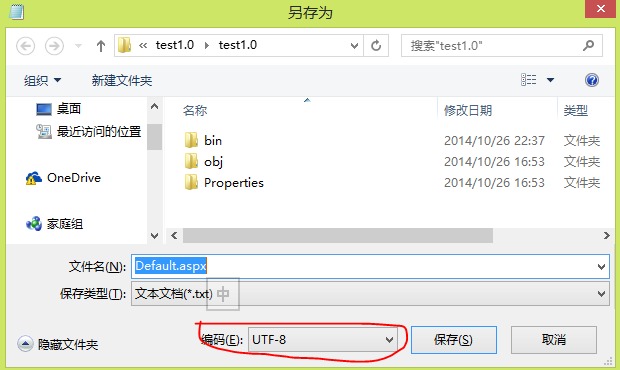 另存为
« test1.0 › test1.0
搜索"test1.0"
组织 新建文件夹
桌面
最近访问的位置
OneDrive
家庭组
名称 修改日期 类型
bin 2014/10/26 22:37 文件夹
obj 2014/10/26 16:53 文件夹
Properties 2014/10/26 16:53 文件夹
文件名(N): Default.aspx
保存类型(T): 文本文档(*.txt)
中
隐藏文件夹 编码(E): UTF-8 保存(S) 取消